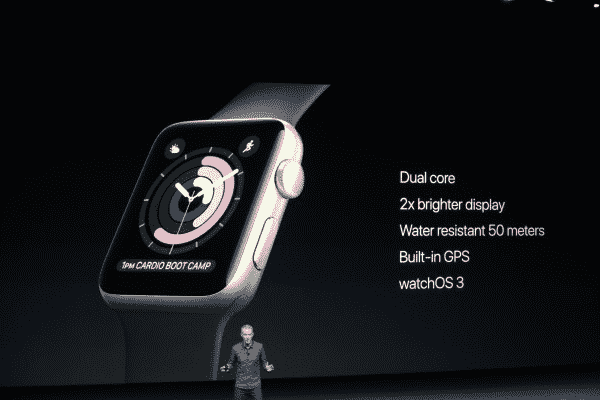 1PM CARDIO BOOT CAMP
Dual core
2x brighter display
Water resistant 50 meters
Built-in GPS
watchOS 3